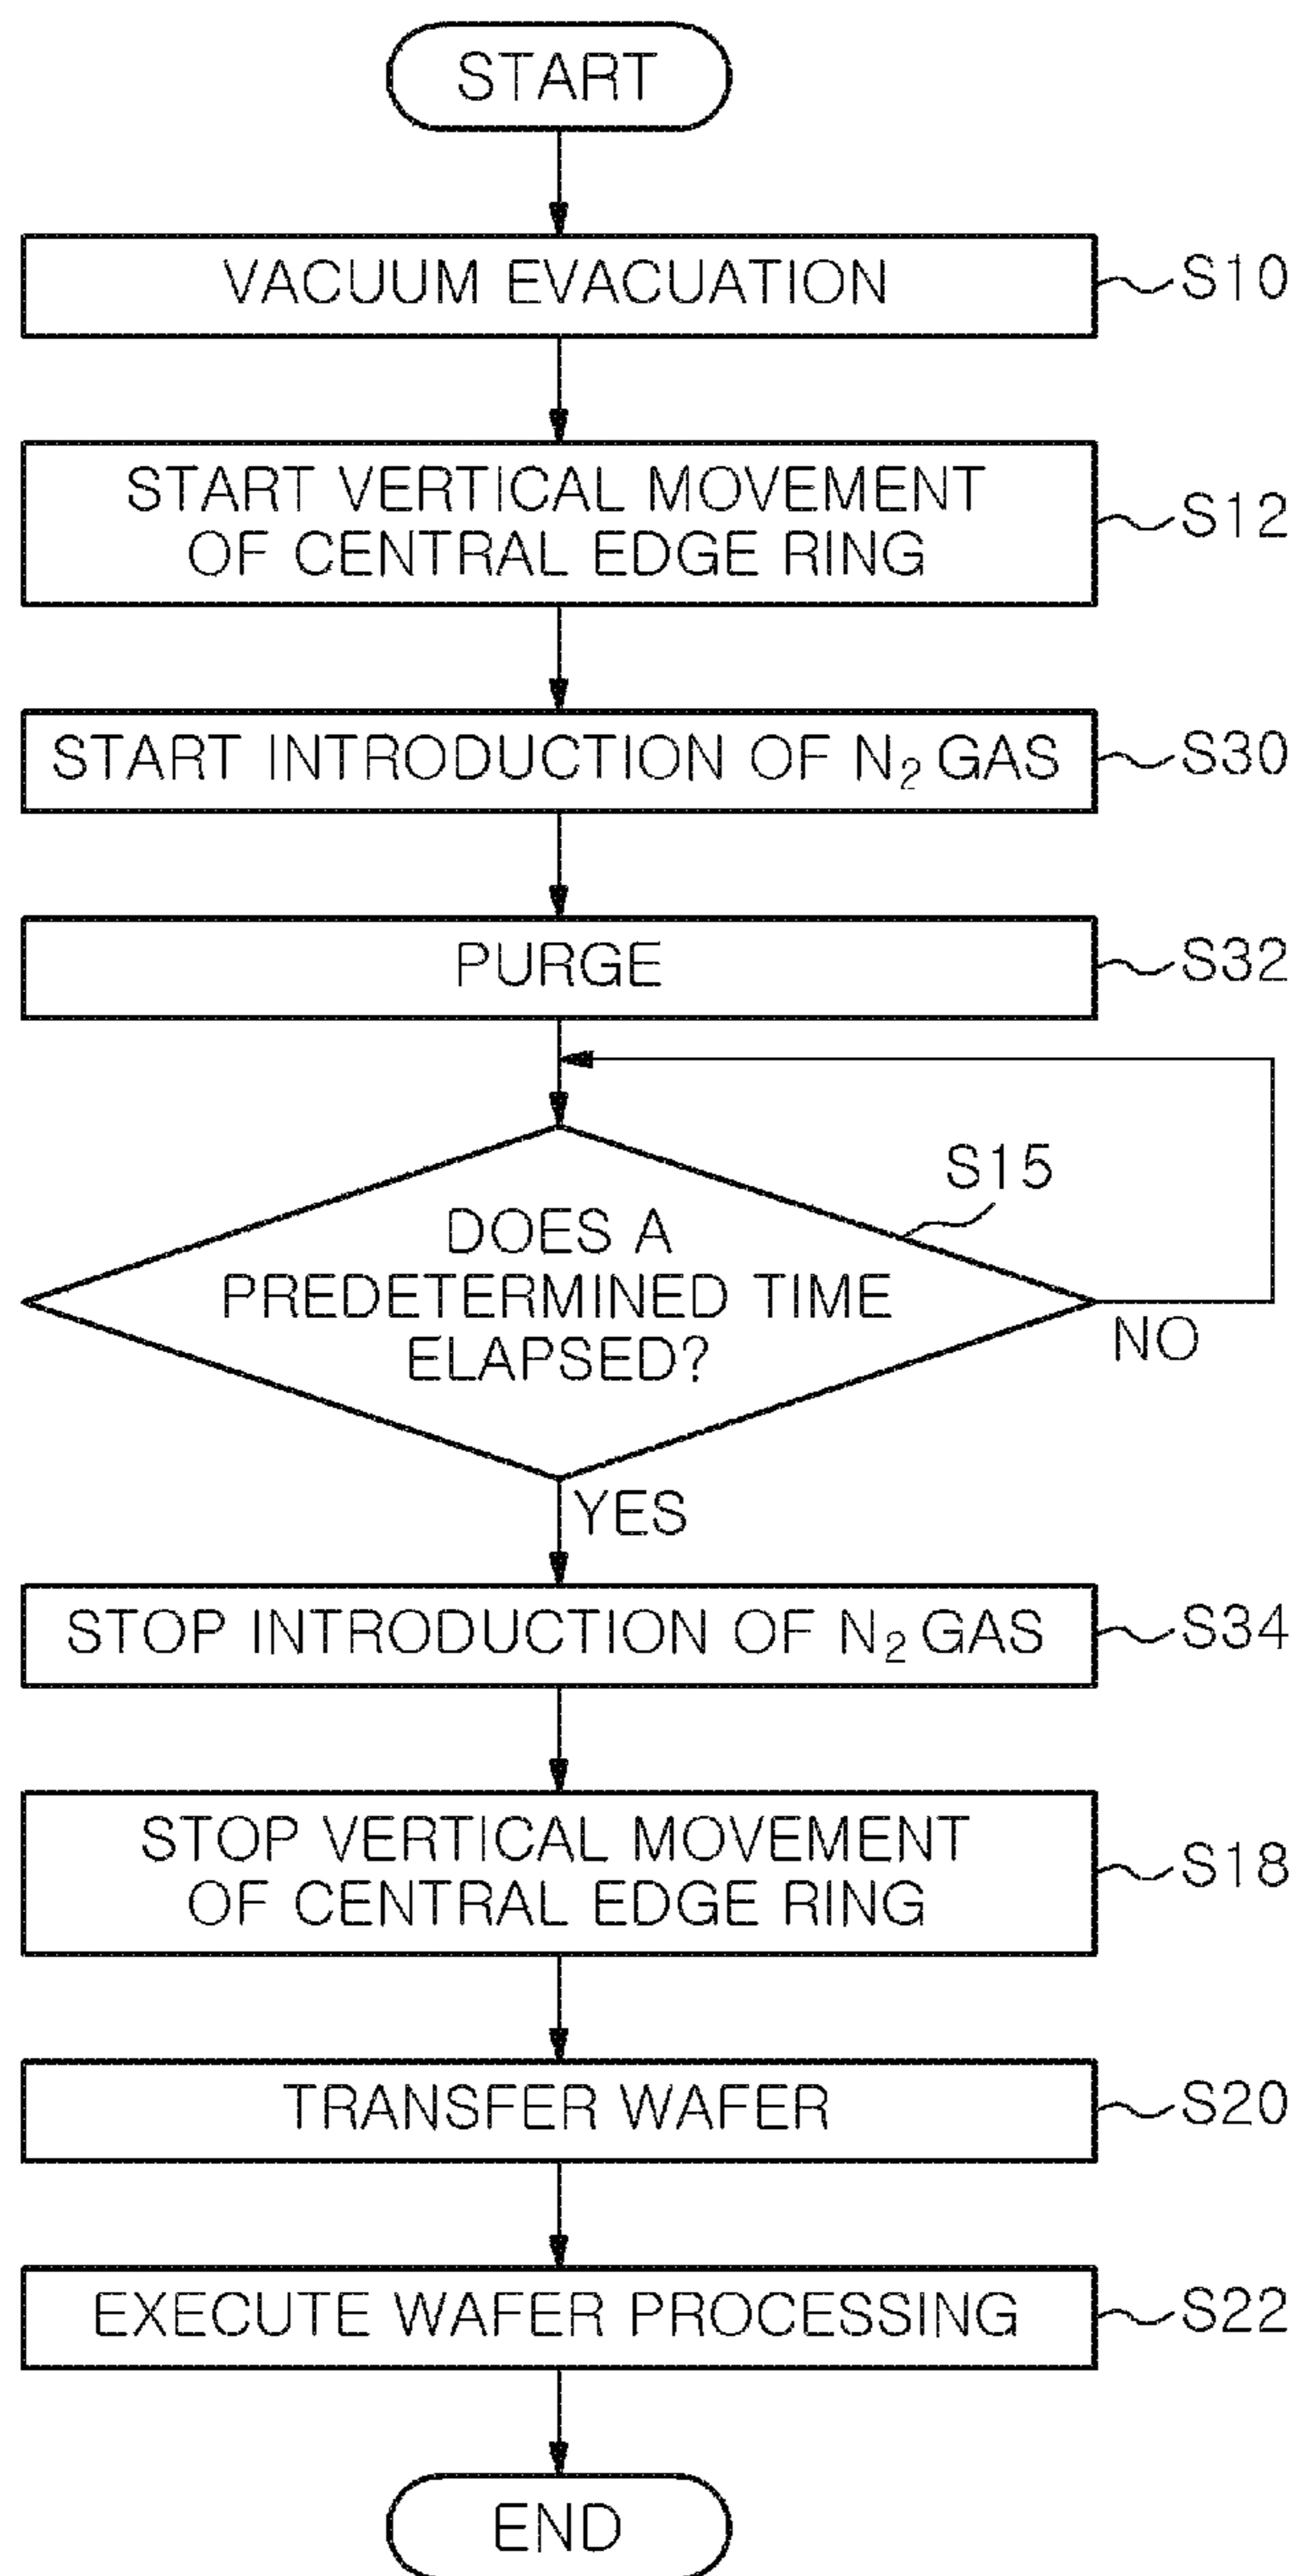 START
VACUUM EVACUATION
S10
START VERTICAL MOVEMENT
OF CENTRAL EDGE RING
S12
START INTRODUCTION OF N₂ GAS
S30
PURGE
S32
S15
DOES A
PREDETERMINED TIME
ELAPSED?
NO
YES
STOP INTRODUCTION OF N₂ GAS
S34
STOP VERTICAL MOVEMENT
OF CENTRAL EDGE RING
S18
TRANSFER WAFER
S20
EXECUTE WAFER PROCESSING
S22
END